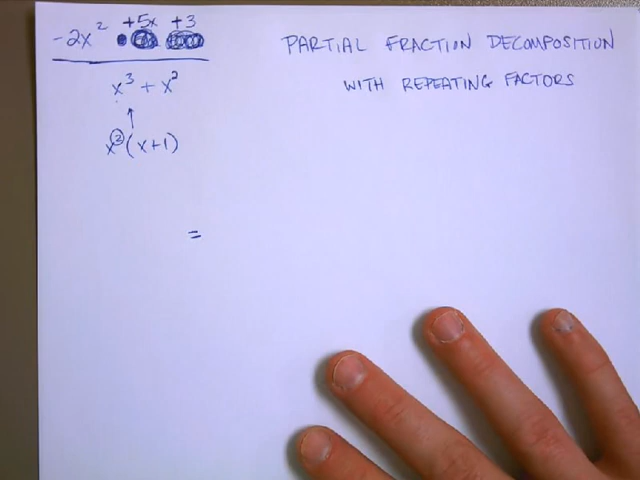 +5x +3
-2x²
x³ + x²
x²(x+1)
=
PARTIAL FRACTION DECOMPOSITION
WITH REPEATING FACTORS